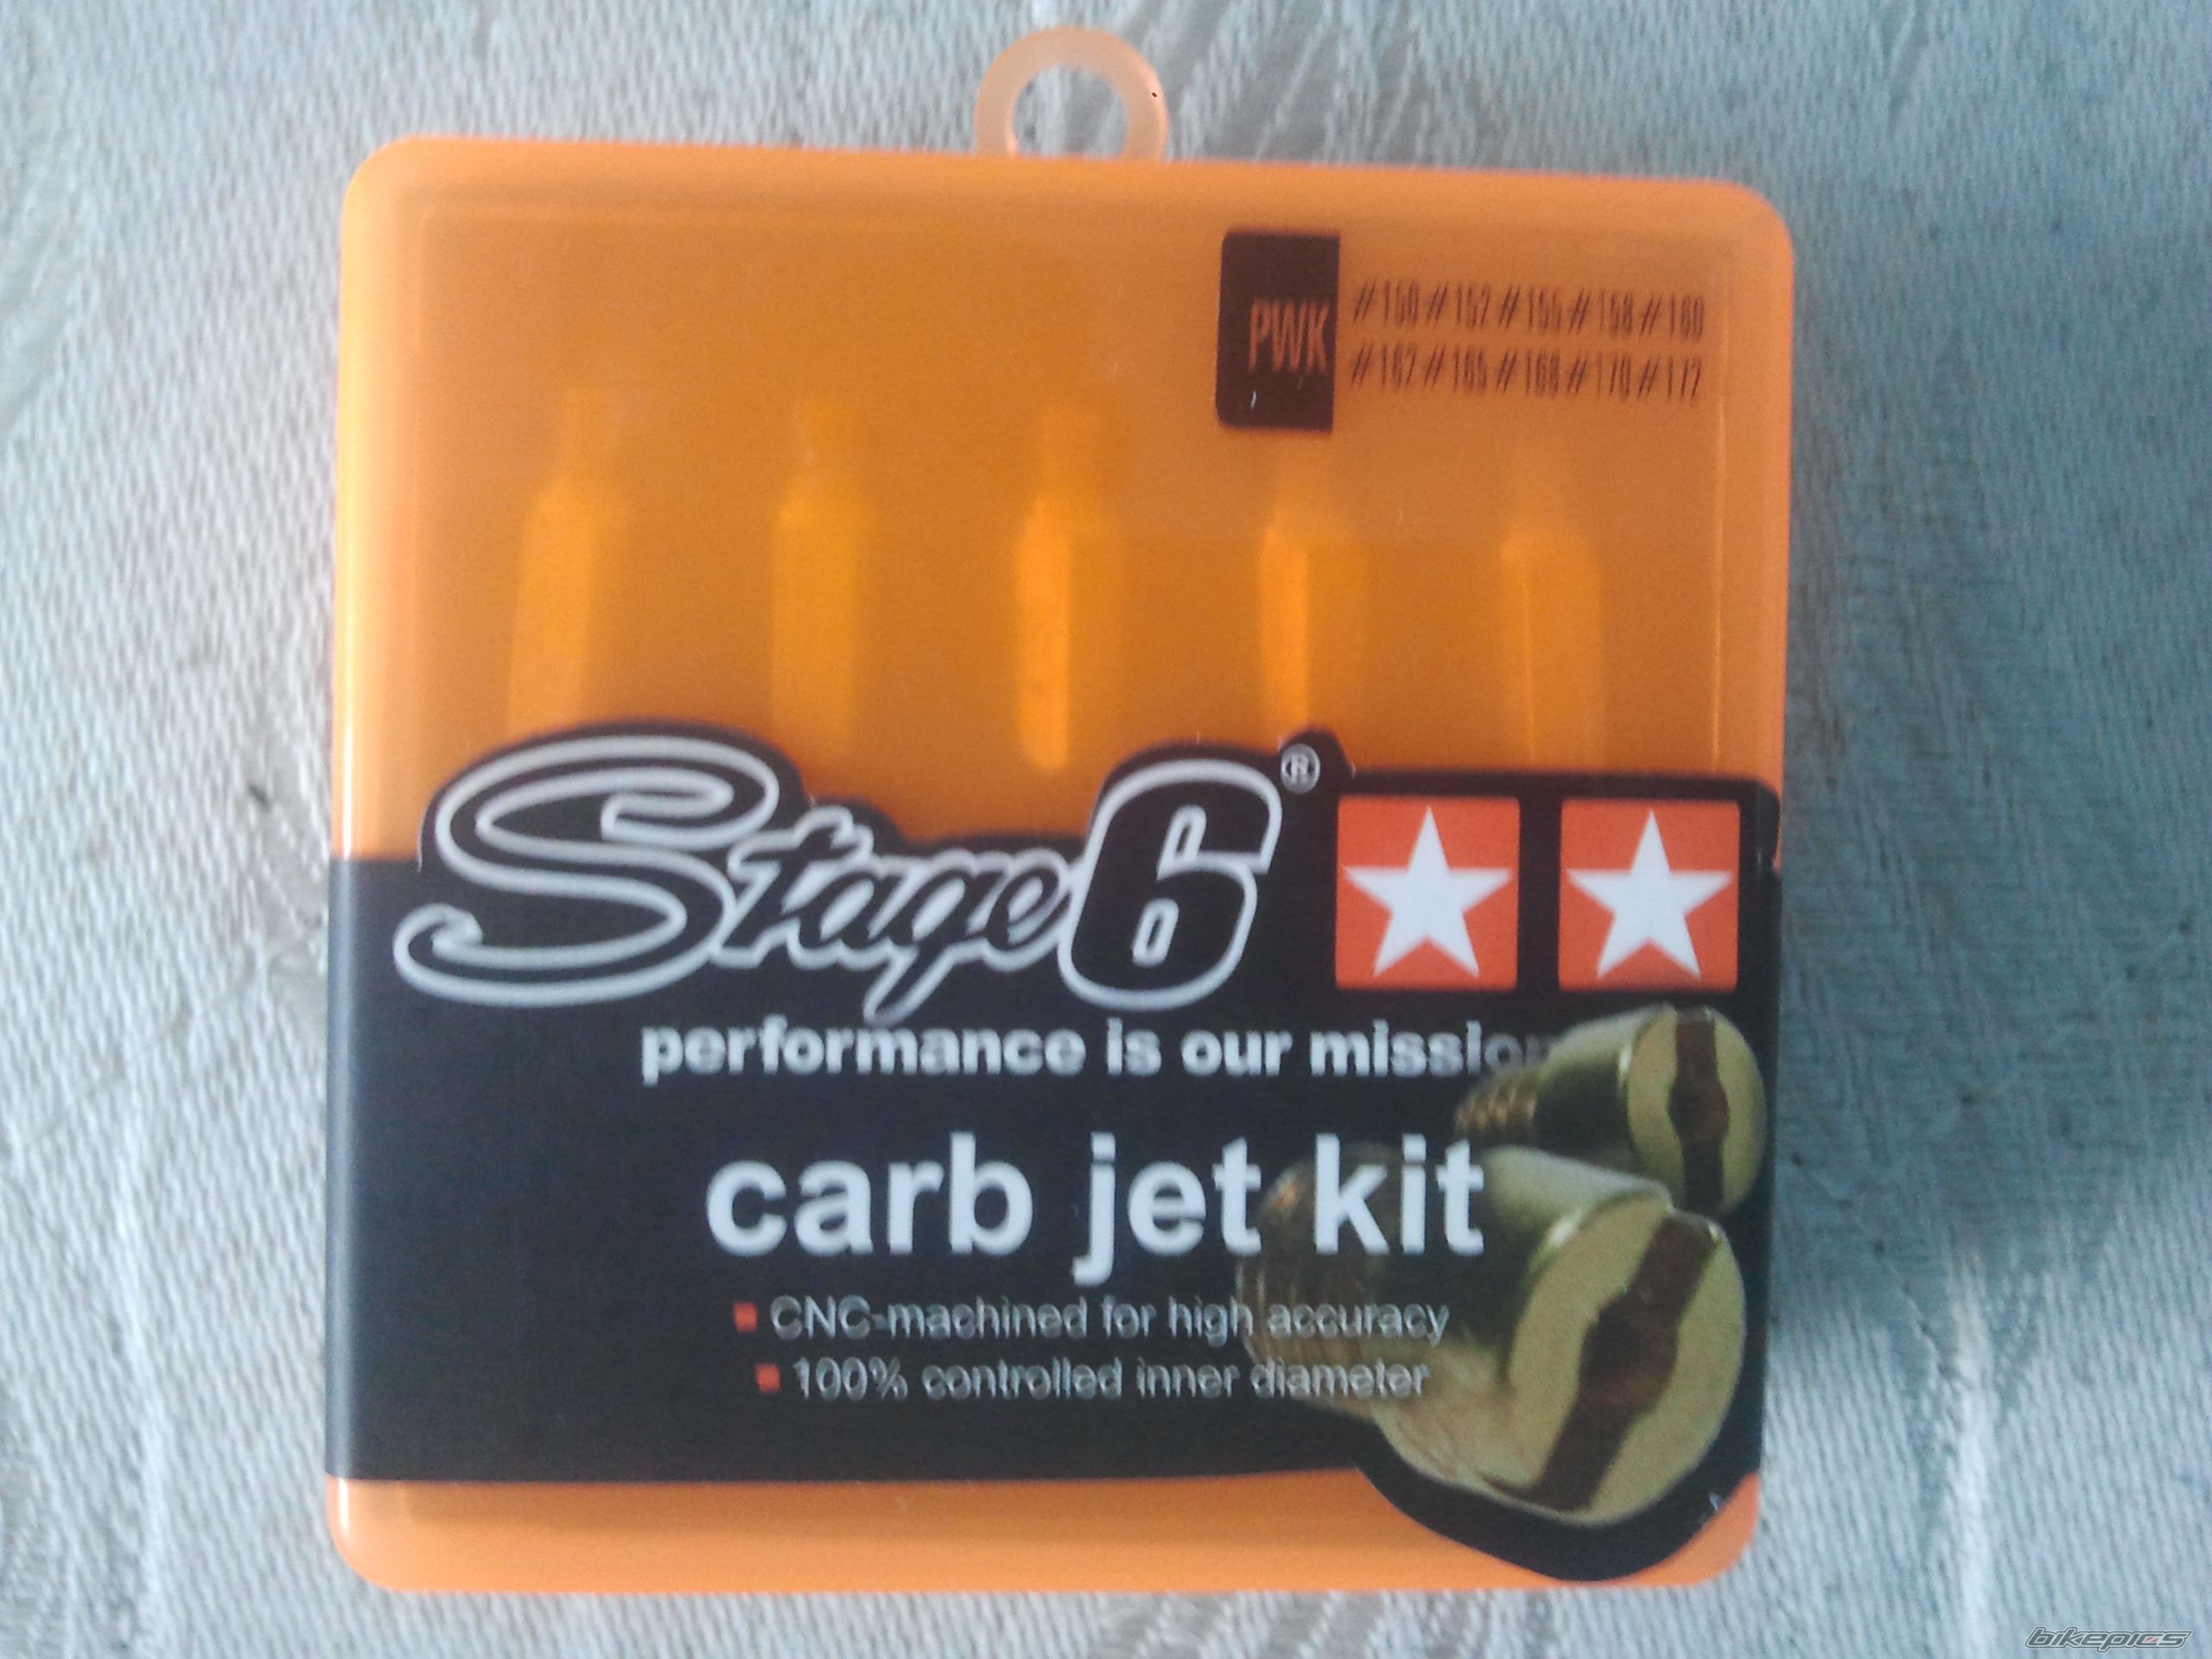 PWK
#150#152#155#158#160
#162#165#168#170#172
Stage6®
performance is our mission
carb jet kit
CNC-machined for high accuracy
100% controlled inner diameter
bikepics